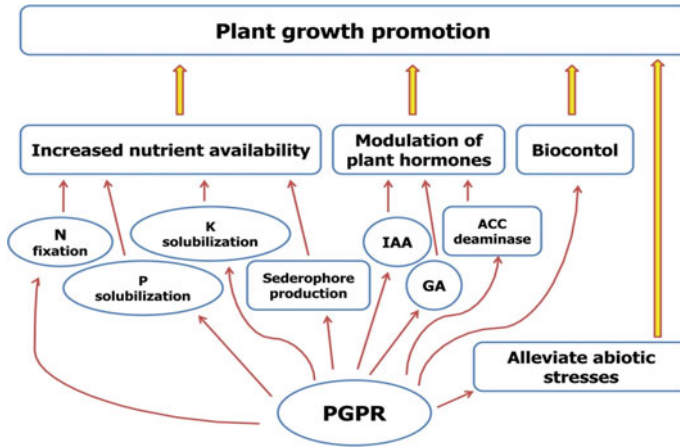 Plant growth promotion
Increased nutrient availability
Modulation of
plant hormones
Biocontol
N
fixation
K
solubilization
P
solubilization
Sederophore
production
IAA
GA
ACC
deaminase
Alleviate abiotic
stresses
PGPR